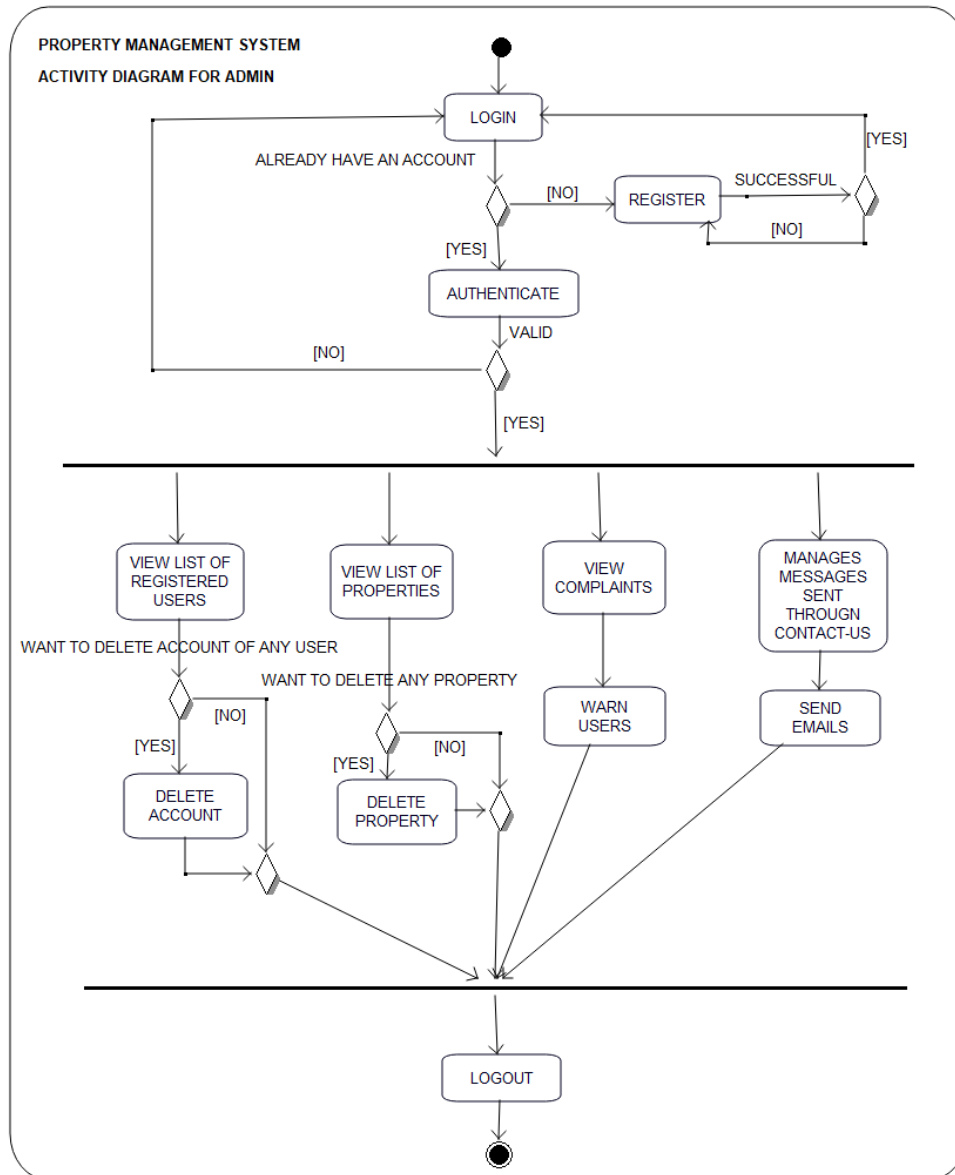 PROPERTY MANAGEMENT SYSTEM
ACTIVITY DIAGRAM FOR ADMIN
LOGIN
[YES]
ALREADY HAVE AN ACCOUNT
SUCCESSFUL
[NO]
REGISTER
[NO]
[YES]
AUTHENTICATE
VALID
[NO]
[YES]
VIEW LIST OF
REGISTERED
USERS
VIEW LIST OF
PROPERTIES
VIEW
COMPLAINTS
MANAGES
MESSAGES
SENT
THROUGN
CONTACT-US
WANT TO DELETE ACCOUNT OF ANY USER
WANT TO DELETE ANY PROPERTY
WARN
USERS
SEND
EMAILS
[NO]
[YES]
[NO]
[YES]
DELETE
ACCOUNT
DELETE
PROPERTY
LOGOUT